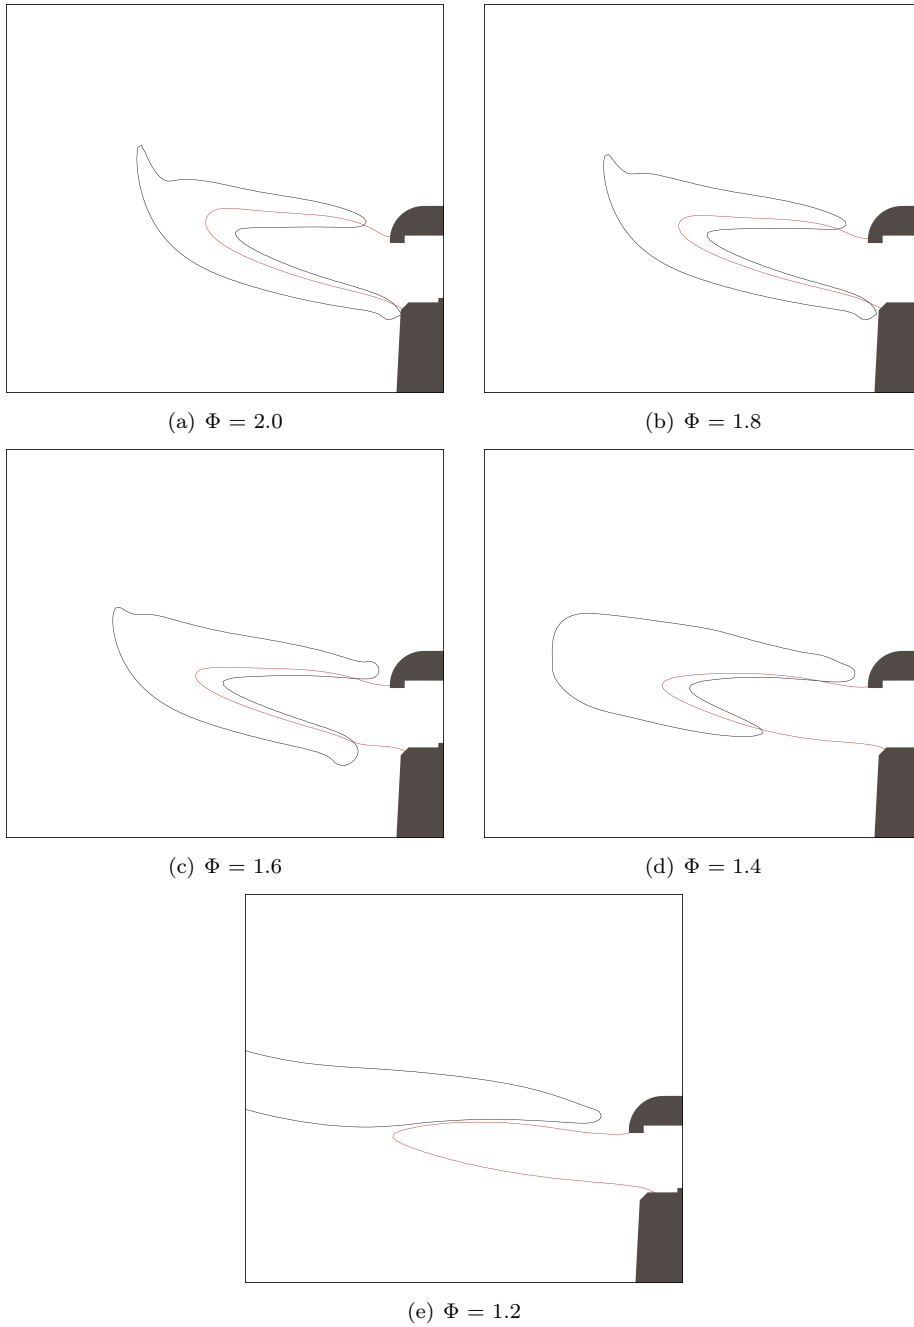 (a) Φ = 2.0
(b) Φ = 1.8
(c) Φ = 1.6
(d) Φ = 1.4
(e) Φ = 1.2